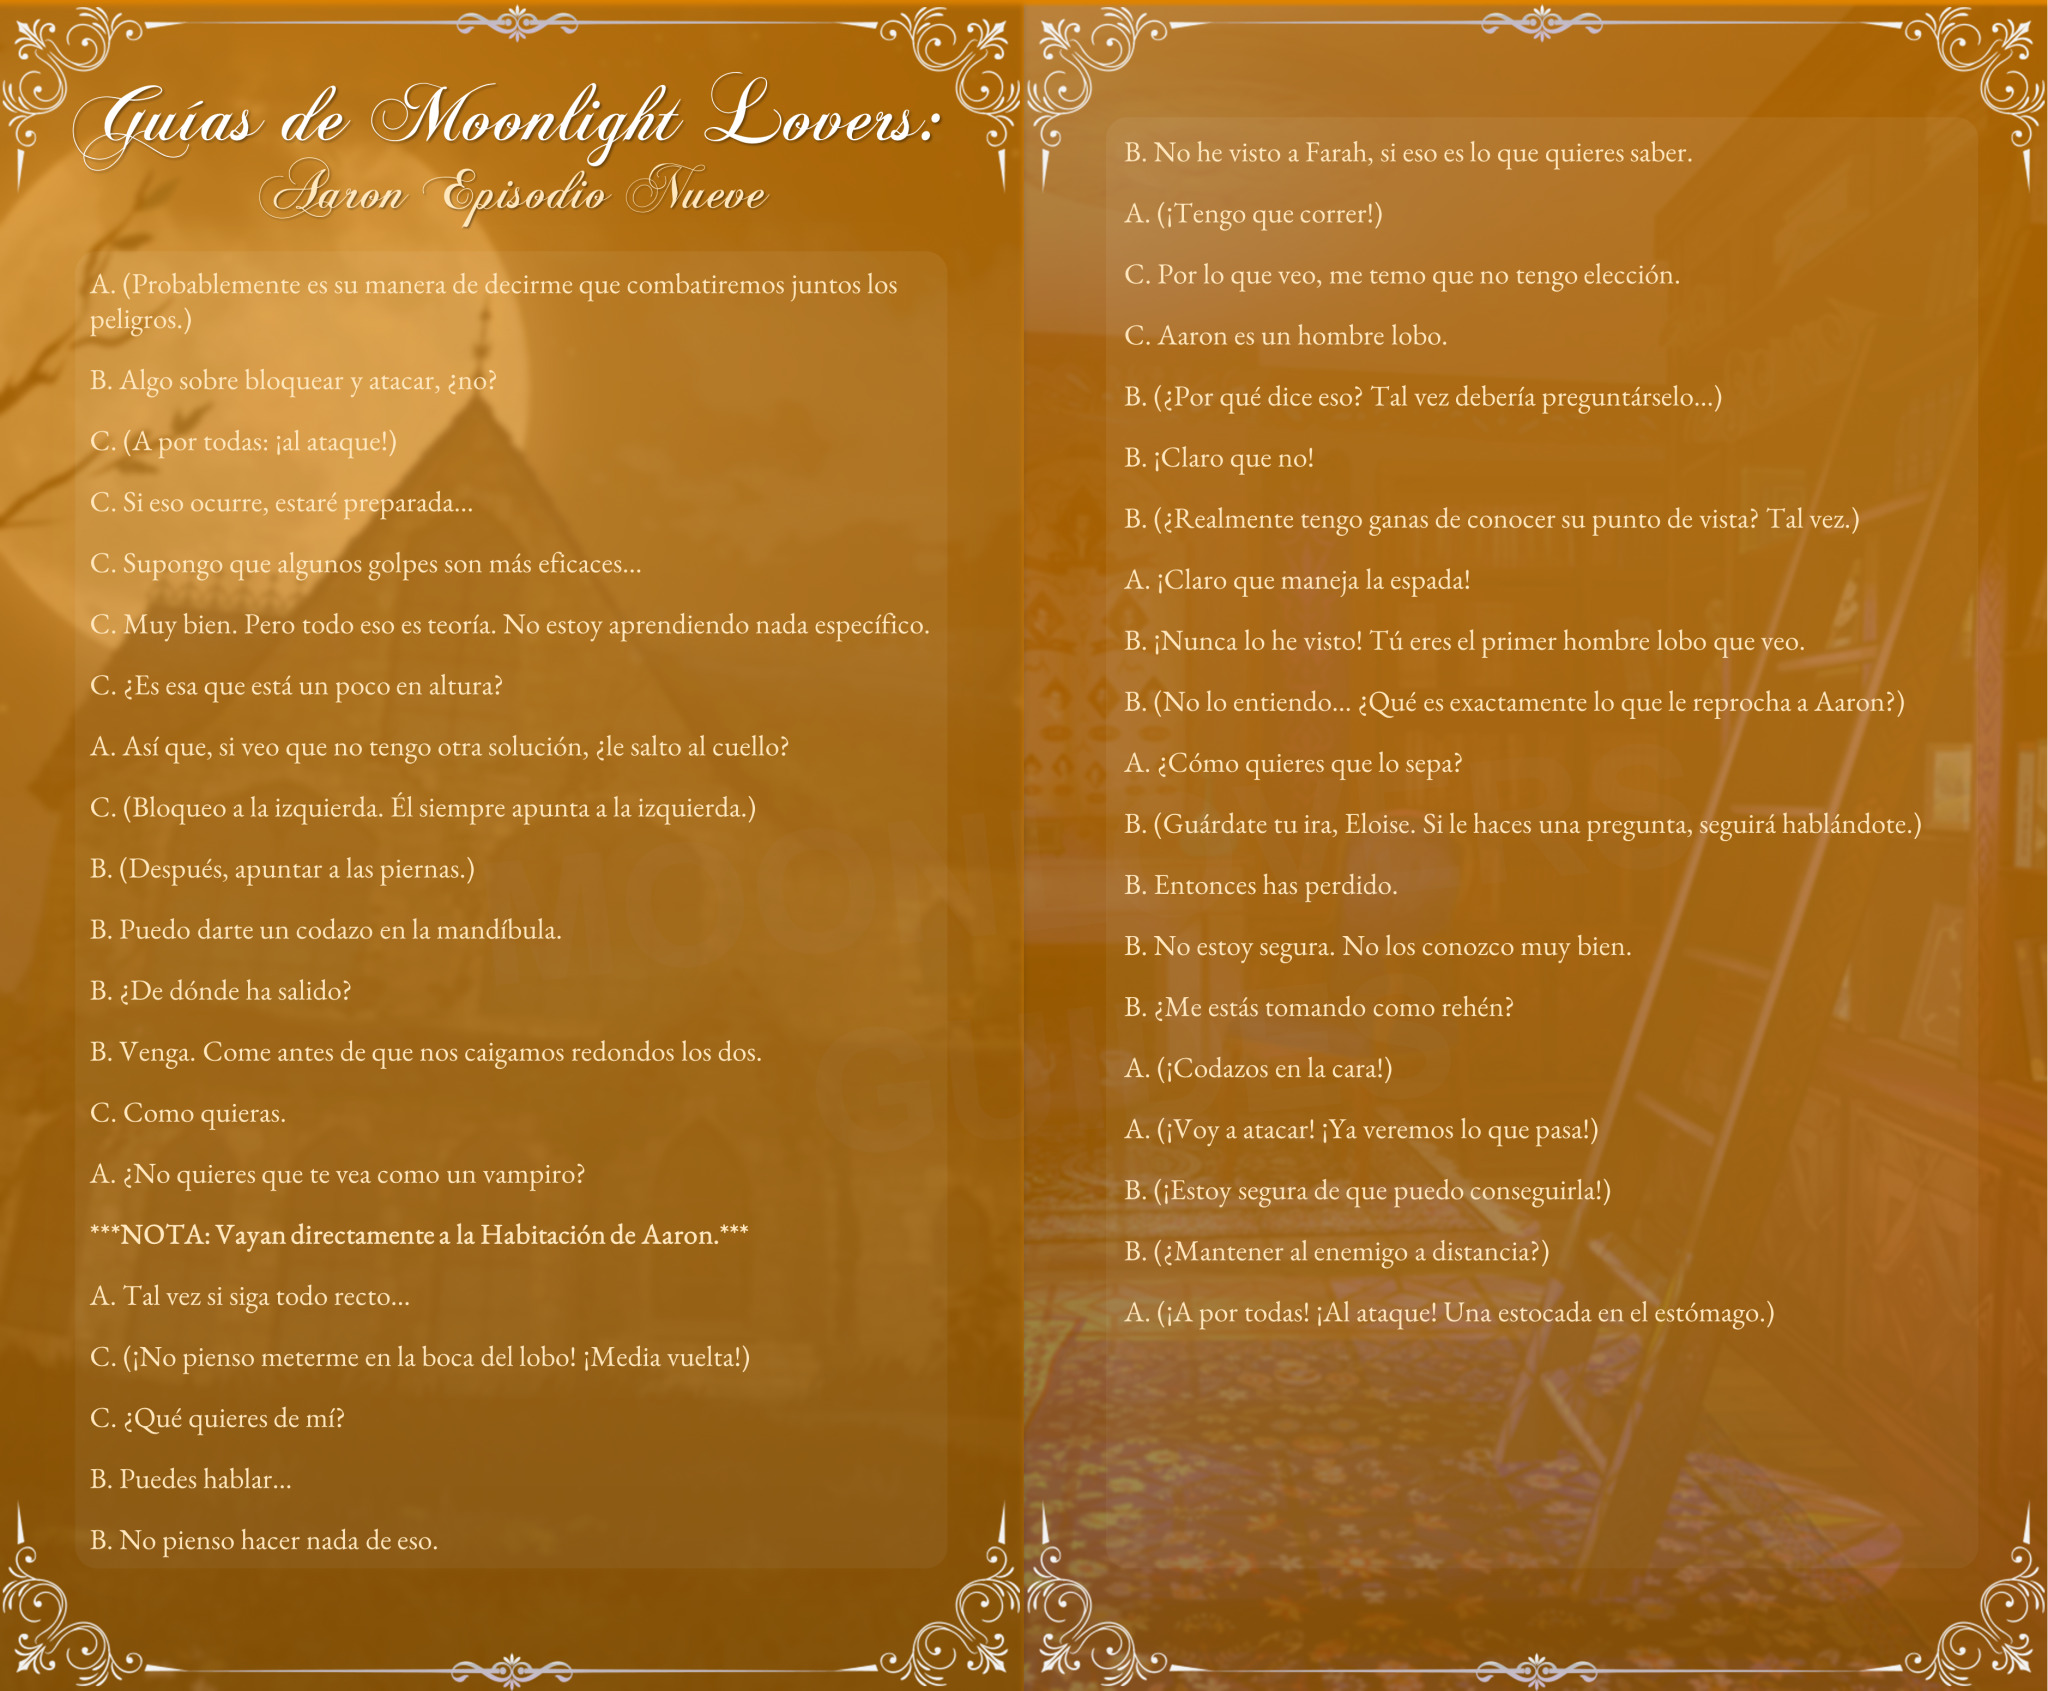 Guías de Moonlight Lovers:
Aaron Episodio Nueve
A. (Probablemente es su manera de decirme que combatiremos juntos los
peligros.)
B. Algo sobre bloquear y atacar, ¿no?
C. (A por todas: ¡al ataque!)
C. Si eso ocurre, estaré preparada...
C. Supongo que algunos golpes son más eficaces...
C. Muy bien. Pero todo eso es teoría. No estoy aprendiendo nada específico.
C. ¿Es esa que está un poco en altura?
A. Así que, si veo que no tengo otra solución, ¿le salto al cuello?
C. (Bloqueo a la izquierda. Él siempre apunta a la izquierda.)
B. (Después, apuntar a las piernas.)
B. Puedo darte un codazo en la mandíbula.
B. ¿De dónde ha salido?
B. Venga. Come antes de que nos caigamos redondos los dos.
C. Como quieras.
A. ¿No quieres que te vea como un vampiro?
***NOTA: Vayan directamente a la Habitación de Aaron.***
A. Tal vez si siga todo recto...
C. (¡No pienso meterme en la boca del lobo! ¡Media vuelta!)
C. ¿Qué quieres de mí?
B. Puedes hablar...
B. No pienso hacer nada de eso.
B. No he visto a Farah, si eso es lo que quieres saber.
A. (¡Tengo que correr!)
C. Por lo que veo, me temo que no tengo elección.
C. Aaron es un hombre lobo.
B. (¿Por qué dice eso? Tal vez debería preguntárselo...)
B. ¡Claro que no!
B. (¿Realmente tengo ganas de conocer su punto de vista? Tal vez.)
A. ¡Claro que maneja la espada!
B. ¡Nunca lo he visto! Tú eres el primer hombre lobo que veo.
B. (No lo entiendo... ¿Qué es exactamente lo que le reprocha a Aaron?)
A. ¿Cómo quieres que lo sepa?
B. (Guárdate tu ira, Eloise. Si le haces una pregunta, seguirá hablándote.)
B. Entonces has perdido.
B. No estoy segura. No los conozco muy bien.
B. ¿Me estás tomando como rehén?
A. (¡Codazos en la cara!)
A. (¡Voy a atacar! ¡Ya veremos lo que pasa!)
B. (¡Estoy segura de que puedo conseguirla!)
B. (¿Mantener al enemigo a distancia?)
A. (¡A por todas! ¡Al ataque! Una estocada en el estómago.)